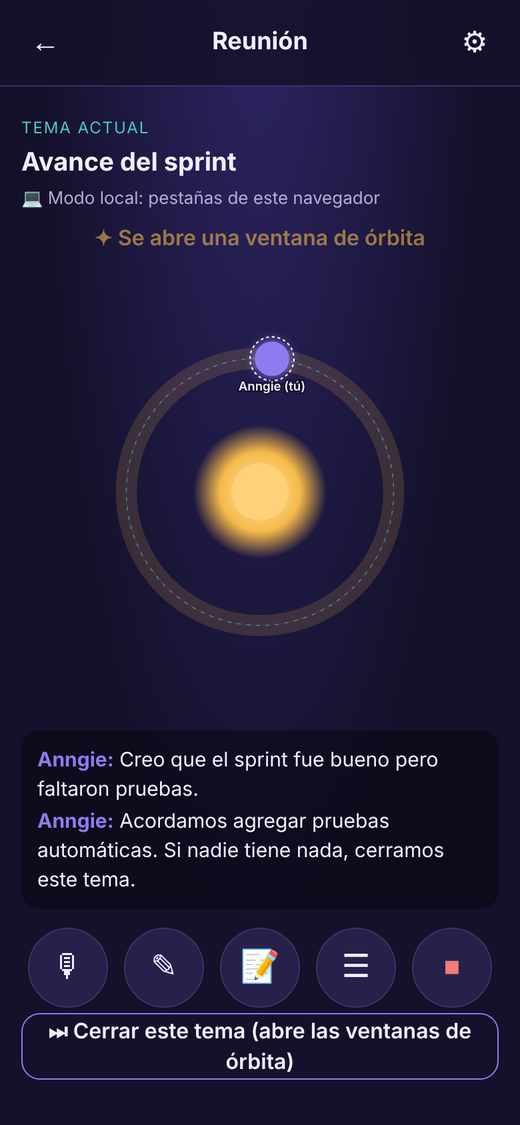 Reunión
TEMA ACTUAL
Avance del sprint
Modo local: pestañas de este navegador
Se abre una ventana de órbita
Anngie (tú)
Anngie: Creo que el sprint fue bueno pero
faltaron pruebas.
Anngie: Acordamos agregar pruebas
automáticas. Si nadie tiene nada, cerramos
este tema.
Cerrar este tema (abre las ventanas de
órbita)